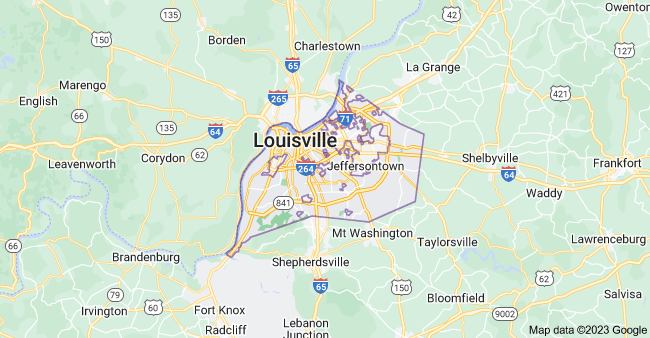 Owenton
42
150
Borden
Charlestown
127
65
La Grange
Marengo
265
421
English
71
66
135
64
Louisville
62
Leavenworth
Corydon
264
Jeffersontown
Shelbyville
Frankfort
64
Waddy
841
Mt Washington
66
Taylorsville
Lawrenceburg
Brandenburg
Shepherdsville
62
65
150
79
60
Bloomfield
Salvisa
Irvington
Fort Knox
9002
Radcliff
Lebanon
Junction
Map data ©2023 Google